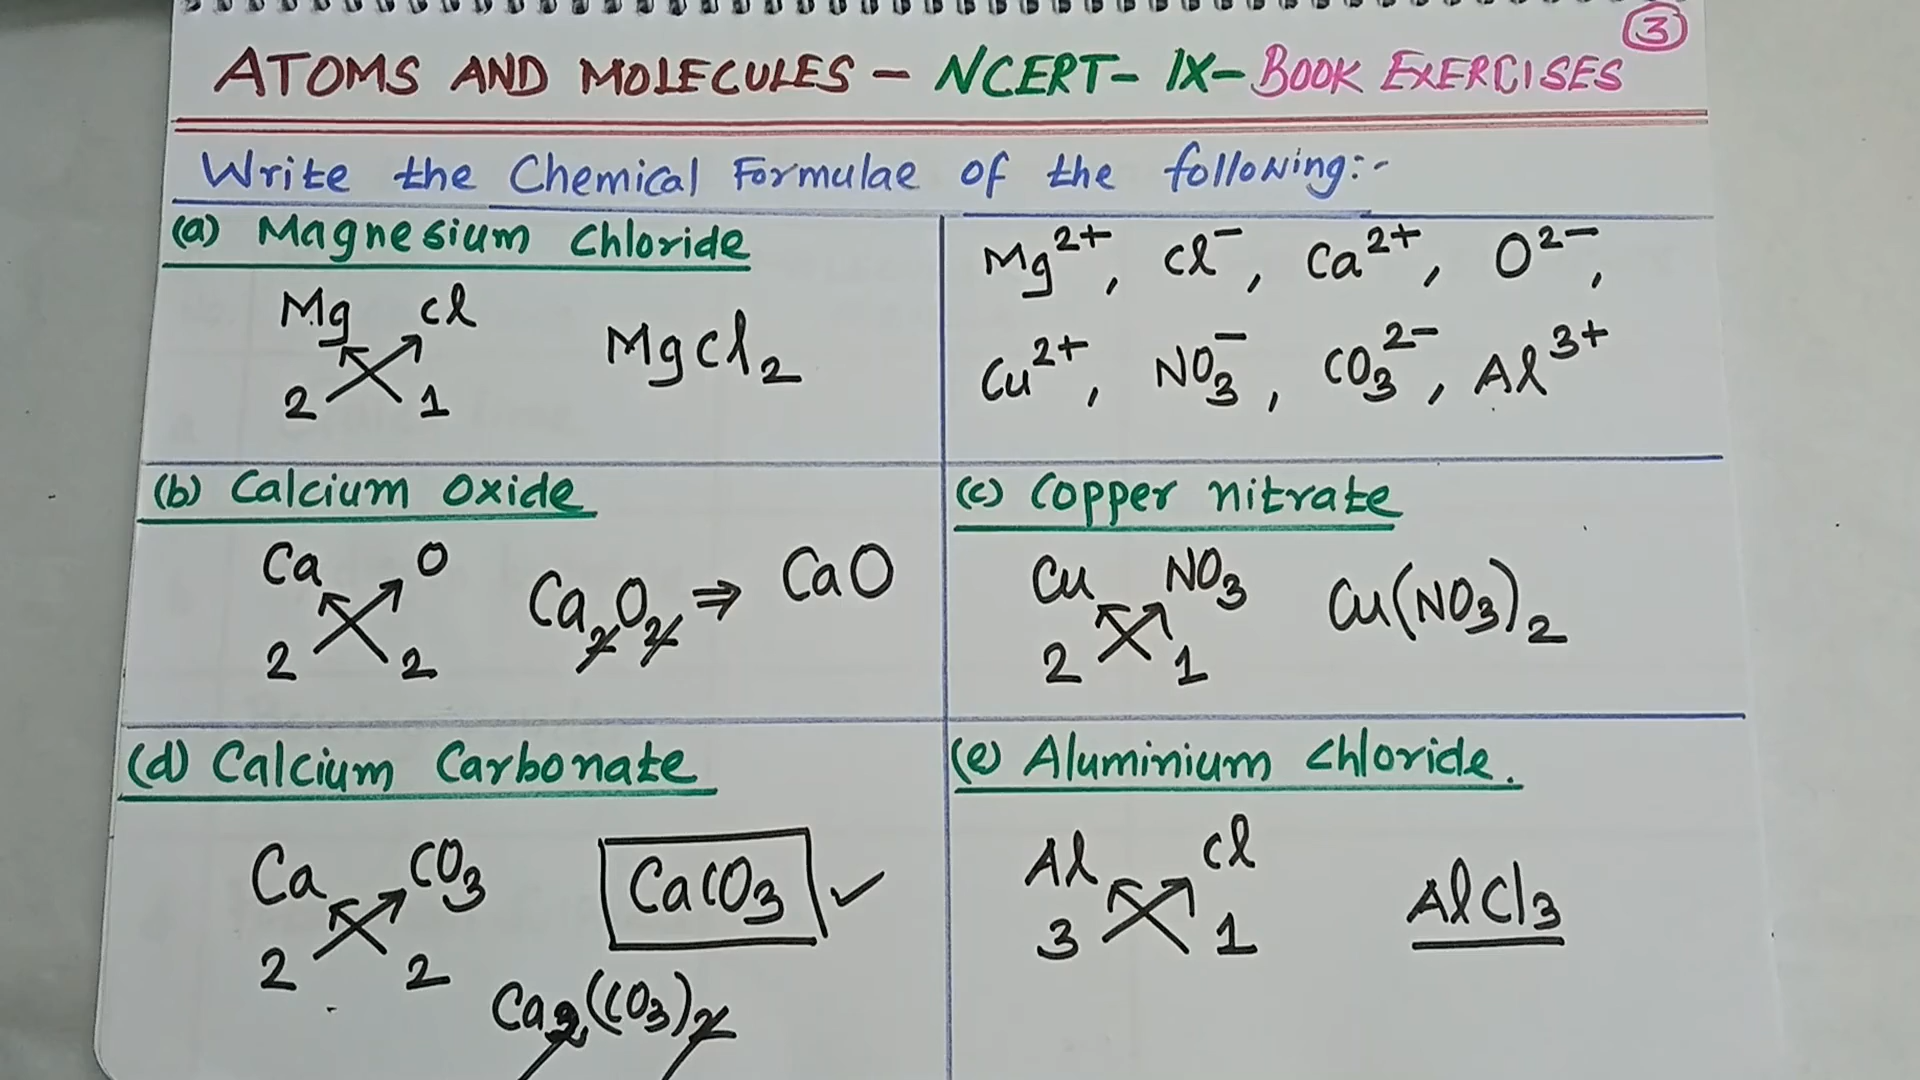 3
ATOMS AND MOLECULES - NCERT- IX- BOOK EXERCISES
Write the Chemical Formulae of the following:-
(a) Magnesium Chloride
Mg Cl
2 1
MgCl₂
Mg²⁺, Cl⁻, Ca²⁺, O²⁻,
Cu²⁺, NO₃⁻, CO₃²⁻, Al³⁺
(b) Calcium Oxide
Ca O
2 2
Ca₂O₂ ⇒ CaO
(c) Copper nitrate
Cu NO₃
2 1
Cu(NO₃)₂
(d) Calcium Carbonate
Ca CO₃
2 2
CaCO₃ ✓
Ca₂(CO₃)₂
(e) Aluminium Chloride.
Al Cl
3 1
AlCl₃